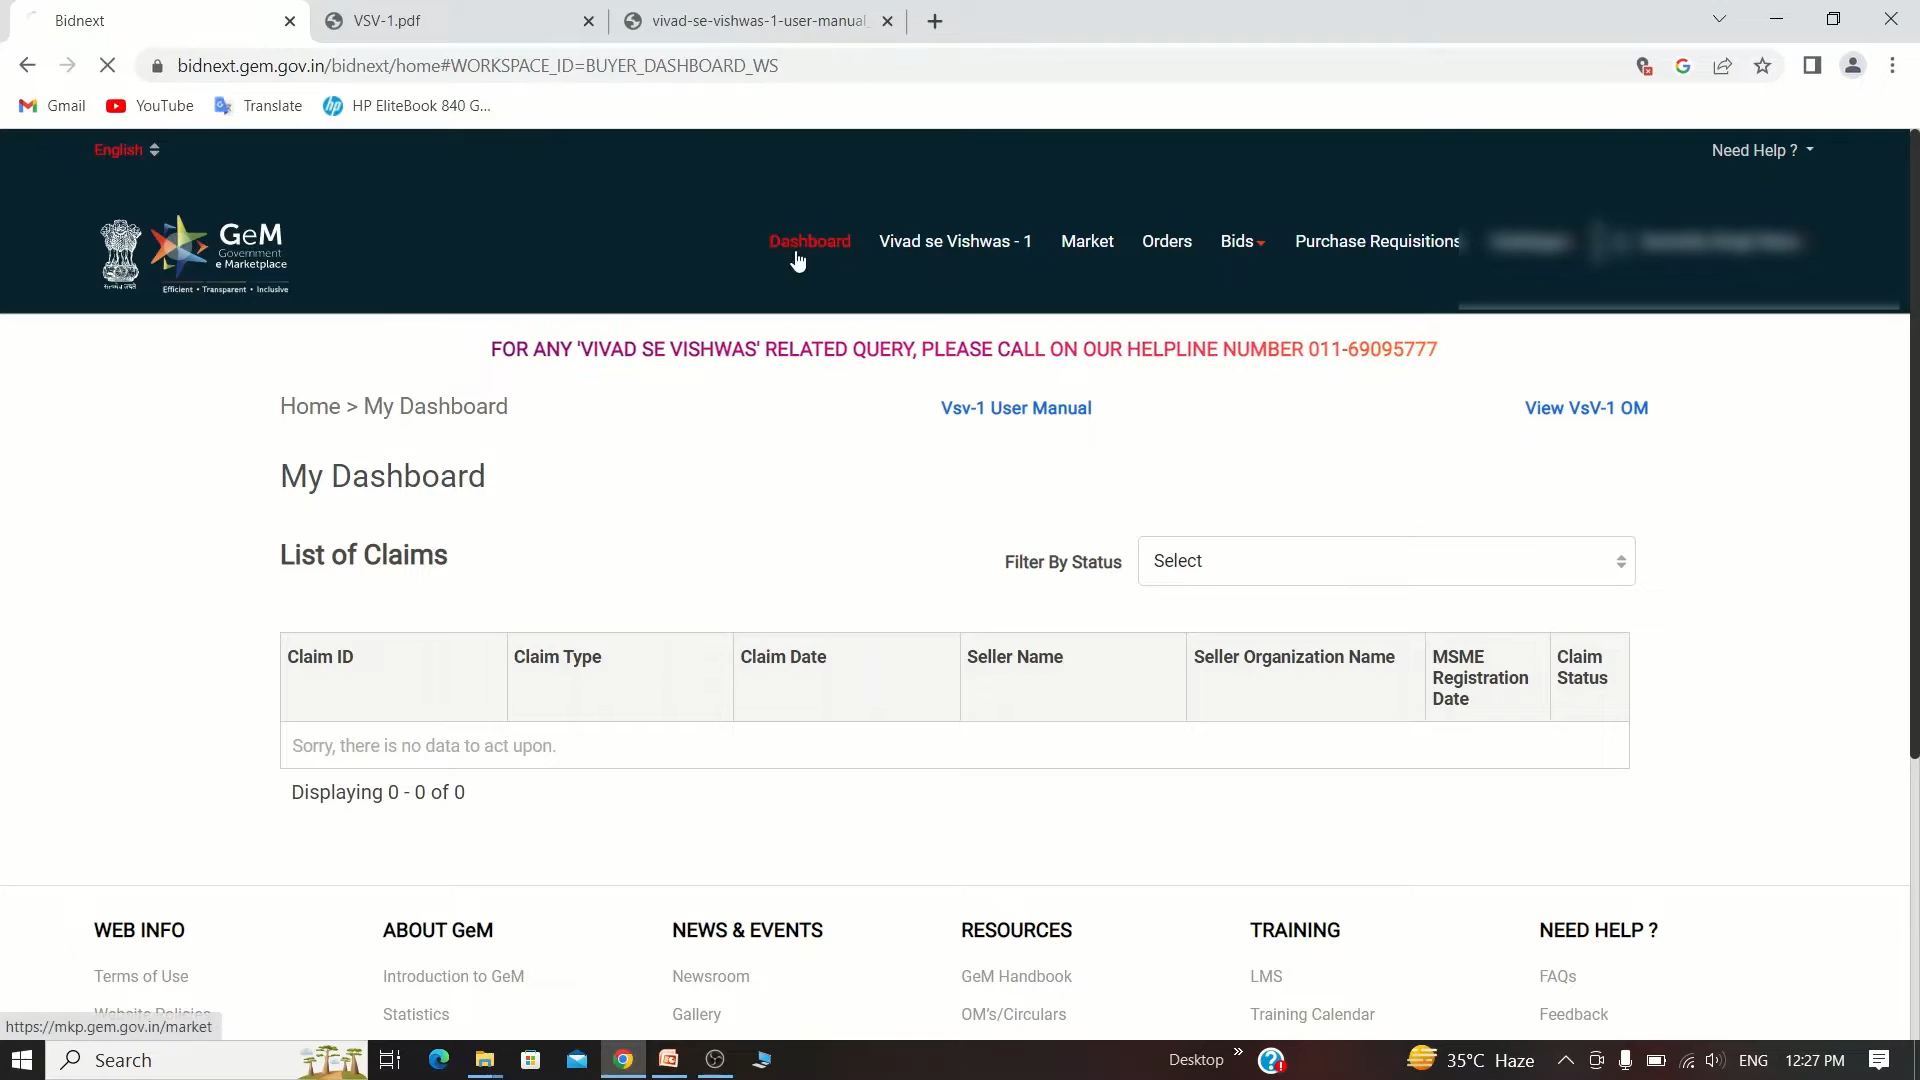 Bidnext
VSV-1.pdf
vivad-se-vishwas-1-user-manual
bidnext.gem.gov.in/bidnext/home#WORKSPACE_ID=BUYER_DASHBOARD_WS
Gmail
YouTube
Translate
HP EliteBook 840 G...
English
Need Help ?
GeM
Government
e Marketplace
सत्यमेव जयते
Efficient • Transparent • Inclusive
Dashboard
Vivad se Vishwas - 1
Market
Orders
Bids
Purchase Requisitions
FOR ANY 'VIVAD SE VISHWAS' RELATED QUERY, PLEASE CALL ON OUR HELPLINE NUMBER 011-69095777
Home > My Dashboard
Vsv-1 User Manual
View VsV-1 OM
My Dashboard
List of Claims
Filter By Status
Select
Claim ID
Claim Type
Claim Date
Seller Name
Seller Organization Name
MSME
Registration
Date
Claim
Status
Sorry, there is no data to act upon.
Displaying 0 - 0 of 0
WEB INFO
ABOUT GeM
NEWS & EVENTS
RESOURCES
TRAINING
NEED HELP ?
Terms of Use
Introduction to GeM
Newsroom
GeM Handbook
LMS
FAQs
Website Policies
Statistics
Gallery
OM's/Circulars
Training Calendar
Feedback
https://mkp.gem.gov.in/market
Search
Desktop
35°C Haze
ENG
12:27 PM